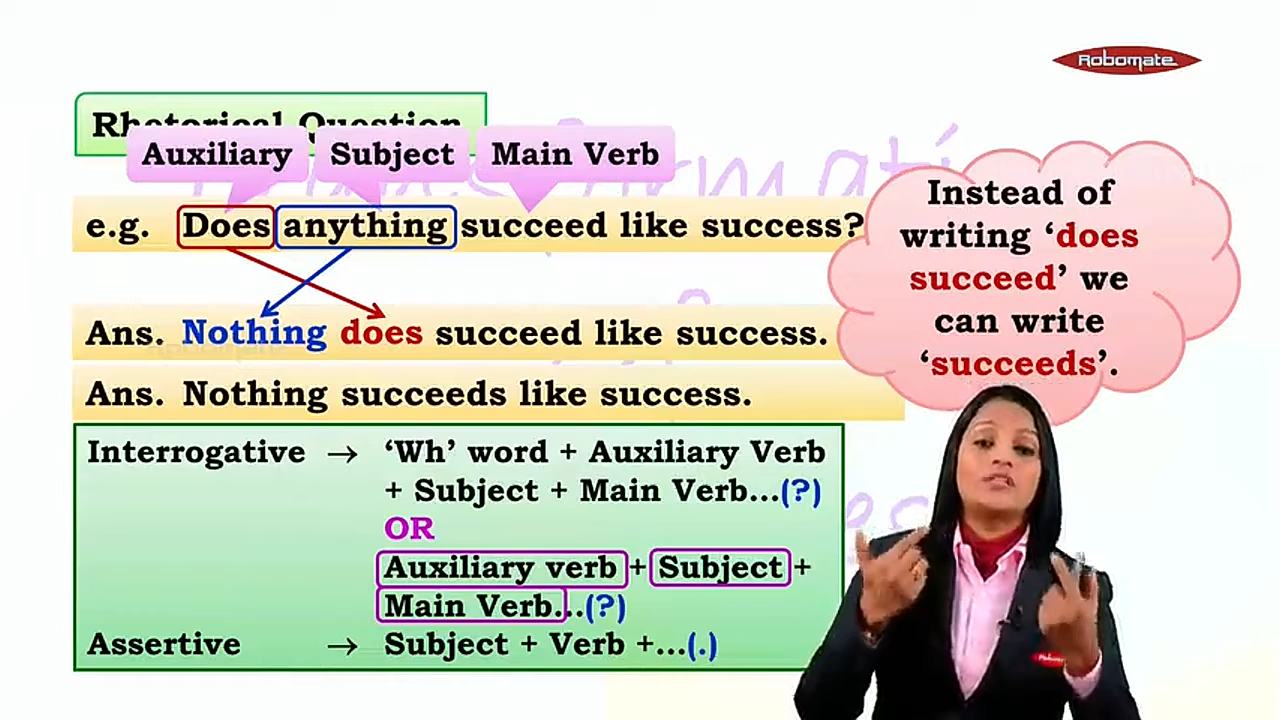 Robomate
Rhetorical Question
Auxiliary Subject Main Verb
e.g. Does anything succeed like success?
Ans. Nothing does succeed like success.
Ans. Nothing succeeds like success.
Instead of
writing ‘does
succeed’ we
can write
‘succeeds’.
Interrogative → ‘Wh’ word + Auxiliary Verb
+ Subject + Main Verb...(?)
OR
Auxiliary verb + Subject +
Main Verb...(?)
Assertive → Subject + Verb +...(.)
Robomate